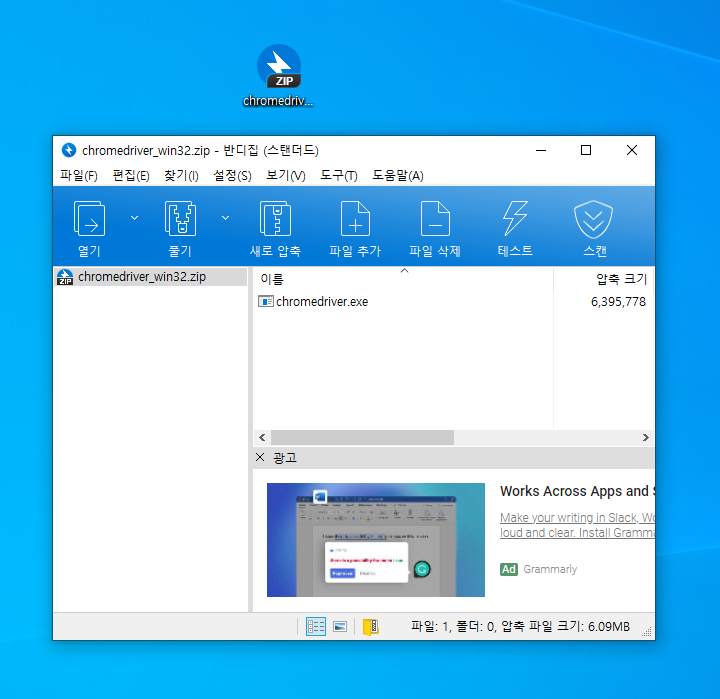 ZIP
chromedriv...
chromedriver_win32.zip - 반디집 (스탠더드)
파일(F) 편집(E) 찾기(I) 설정(S) 보기(V) 도구(T) 도움말(A)
열기 풀기 새로 압축 파일 추가 파일 삭제 테스트 스캔
ZIP chromedriver_win32.zip
이름 압축 크기
chromedriver.exe 6,395,778
광고
Works Across Apps and S
Make your writing in Slack, Wo
loud and clear. Install Gramma
Ad Grammarly
파일: 1, 폴더: 0, 압축 파일 크기: 6.09MB